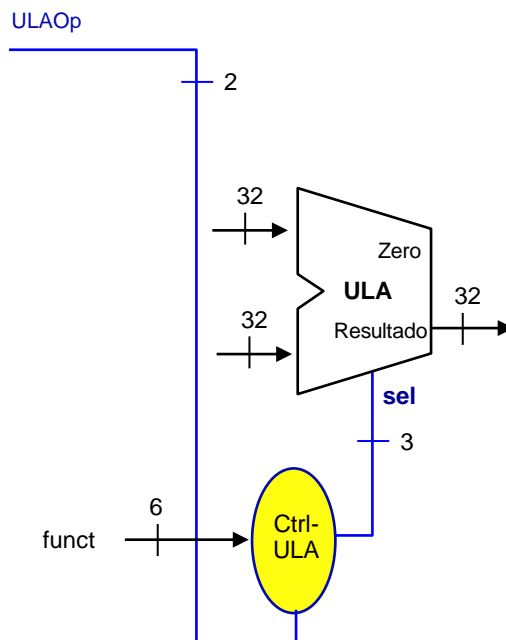 ULAOp
2
32
Zero
ULA
32
32
Resultado
sel
3
6
funct
Ctrl-
ULA